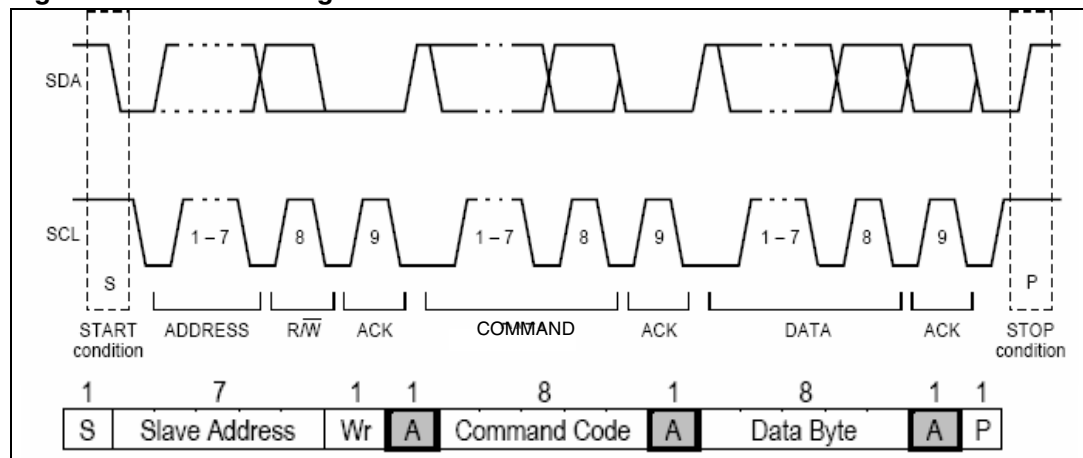 SDA
SCL
1 – 7 8 9 1 – 7 8 9 1 – 7 8 9
S P
START condition ADDRESS R/W̅ ACK COMMAND ACK DATA ACK STOP condition
1 7 1 1 8 1 8 1 1
S Slave Address Wr A Command Code A Data Byte A P